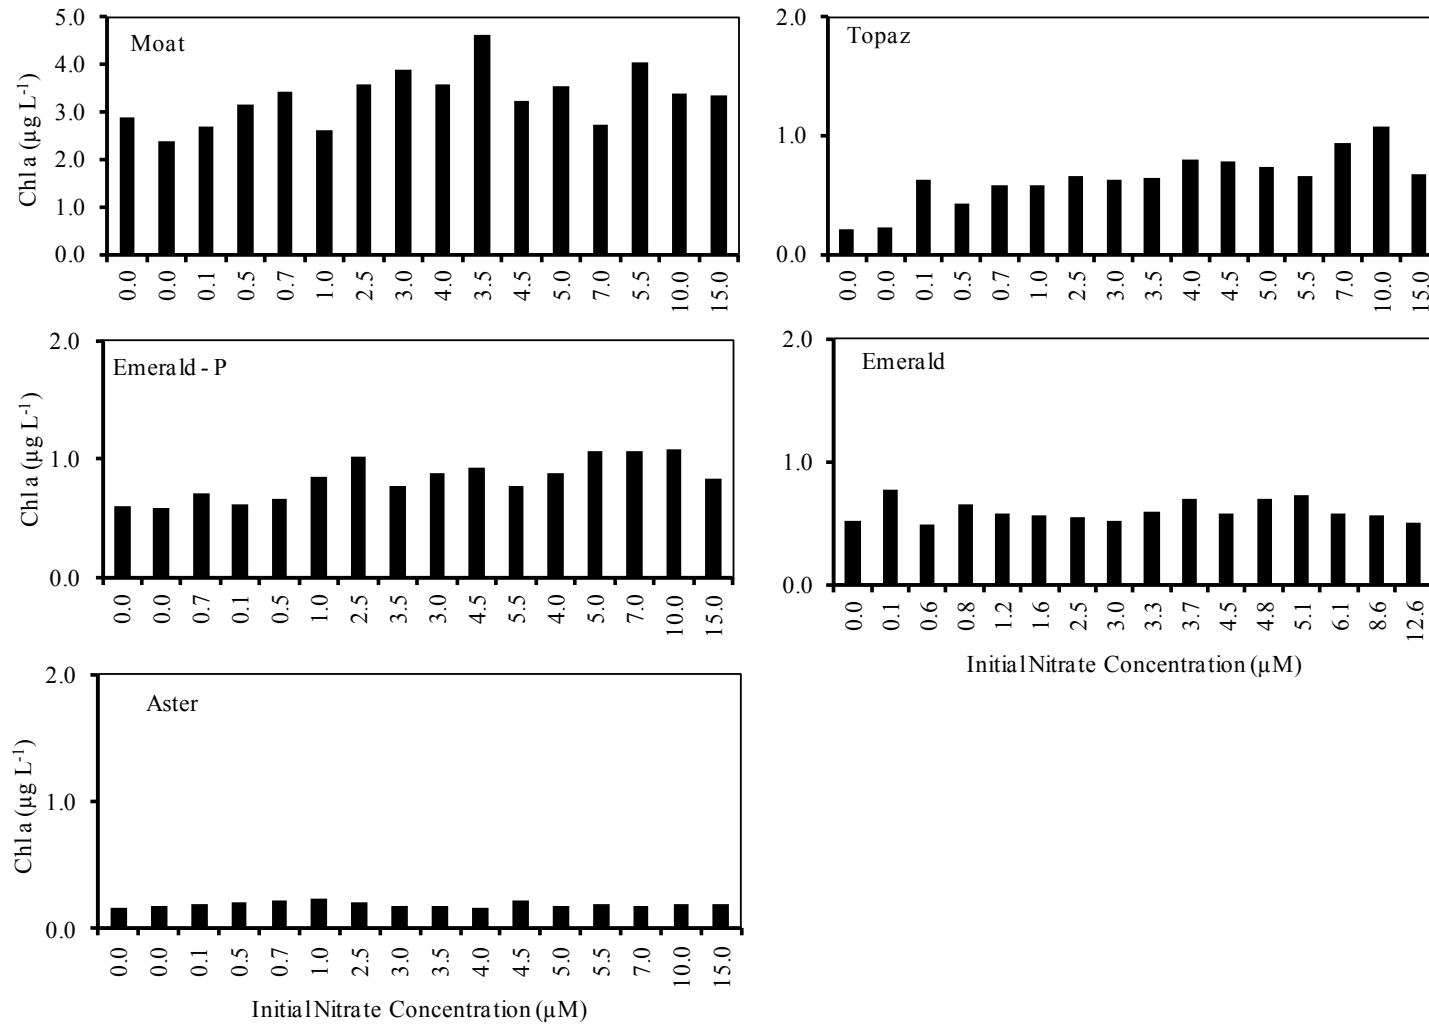 Moat
Chl a (µg L-1)
5.0
4.0
3.0
2.0
1.0
0.0
0.0 0.0 0.1 0.5 0.7 1.0 2.5 3.0 4.0 3.5 4.5 5.0 7.0 5.5 10.0 15.0
Topaz
2.0
1.0
0.0
0.0 0.0 0.1 0.5 0.7 1.0 2.5 3.0 3.5 4.0 4.5 5.0 5.5 7.0 10.0 15.0
Emerald - P
Chl a (µg L-1)
2.0
1.0
0.0
0.0 0.0 0.7 0.1 0.5 1.0 2.5 3.5 3.0 4.5 5.5 4.0 5.0 7.0 10.0 15.0
Emerald
2.0
1.0
0.0
0.0 0.1 0.6 0.8 1.2 1.6 2.5 3.0 3.3 3.7 4.5 4.8 5.1 6.1 8.6 12.6
Initial Nitrate Concentration (µM)
Aster
Chl a (µg L-1)
2.0
1.0
0.0
0.0 0.0 0.1 0.5 0.7 1.0 2.5 3.0 3.5 4.0 4.5 5.0 5.5 7.0 10.0 15.0
Initial Nitrate Concentration (µM)